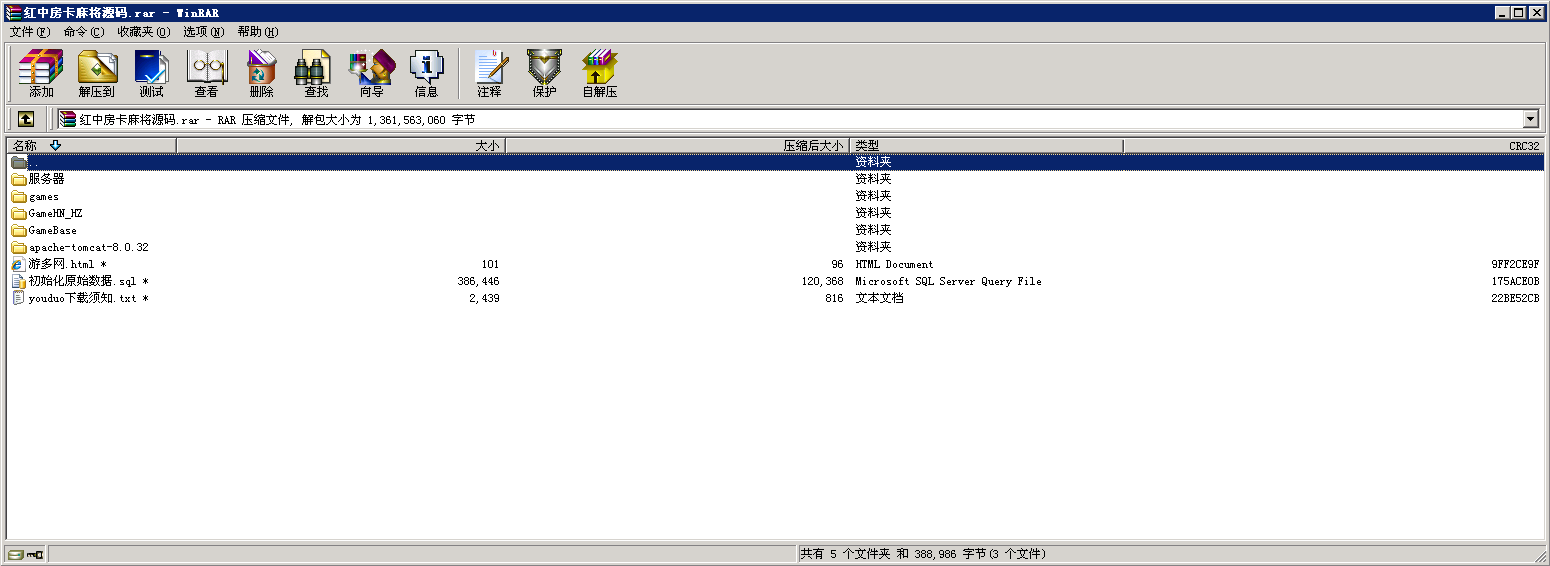 红中房卡麻将源码.rar - WinRAR
文件(F) 命令(C) 收藏夹(O) 选项(N) 帮助(H)
添加 解压到 测试 查看 删除 查找 向导 信息 注释 保护 自解压
红中房卡麻将源码.rar - RAR 压缩文件, 解包大小为 1,361,563,060 字节
名称 大小 压缩后大小 类型 CRC32
.. 资料夹
服务器 资料夹
games 资料夹
GameHN_HZ 资料夹
GameBase 资料夹
apache-tomcat-8.0.32 资料夹
游多网.html * 101 96 HTML Document 9FF2CE9F
初始化原始数据.sql * 386,446 120,368 Microsoft SQL Server Query File 175ACE0B
youduo下载须知.txt * 2,439 816 文本文档 22BE52CB
共有 5 个文件夹 和 388,986 字节(3 个文件)